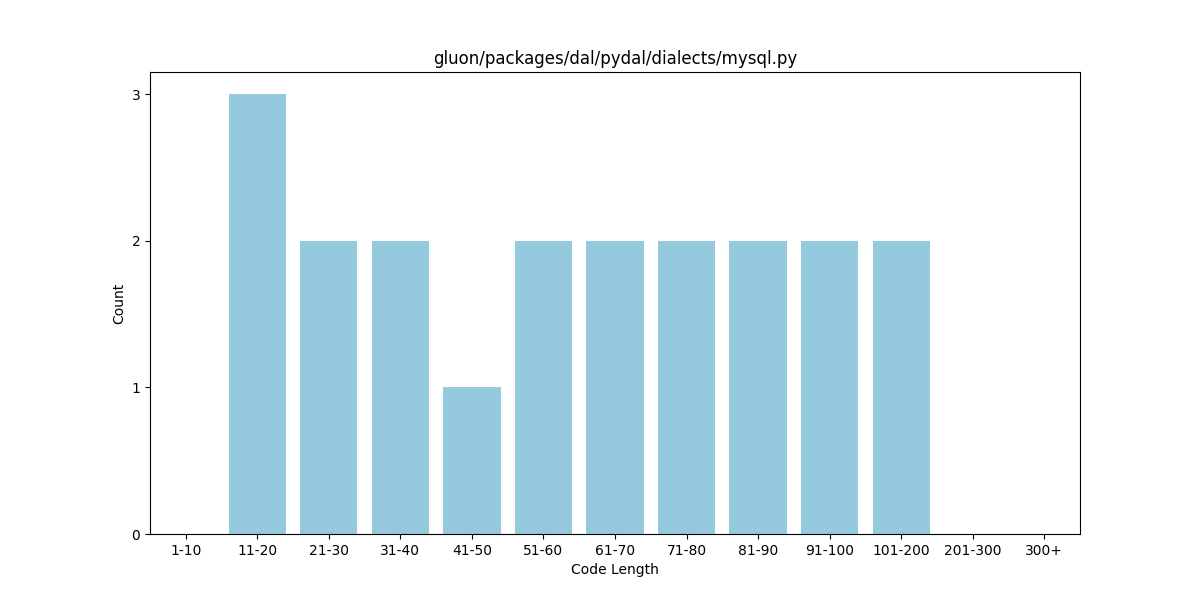 gluon/packages/dal/pydal/dialects/mysql.py
3
2
1
0
Count
1-10 11-20 21-30 31-40 41-50 51-60 61-70 71-80 81-90 91-100 101-200 201-300 300+
Code Length